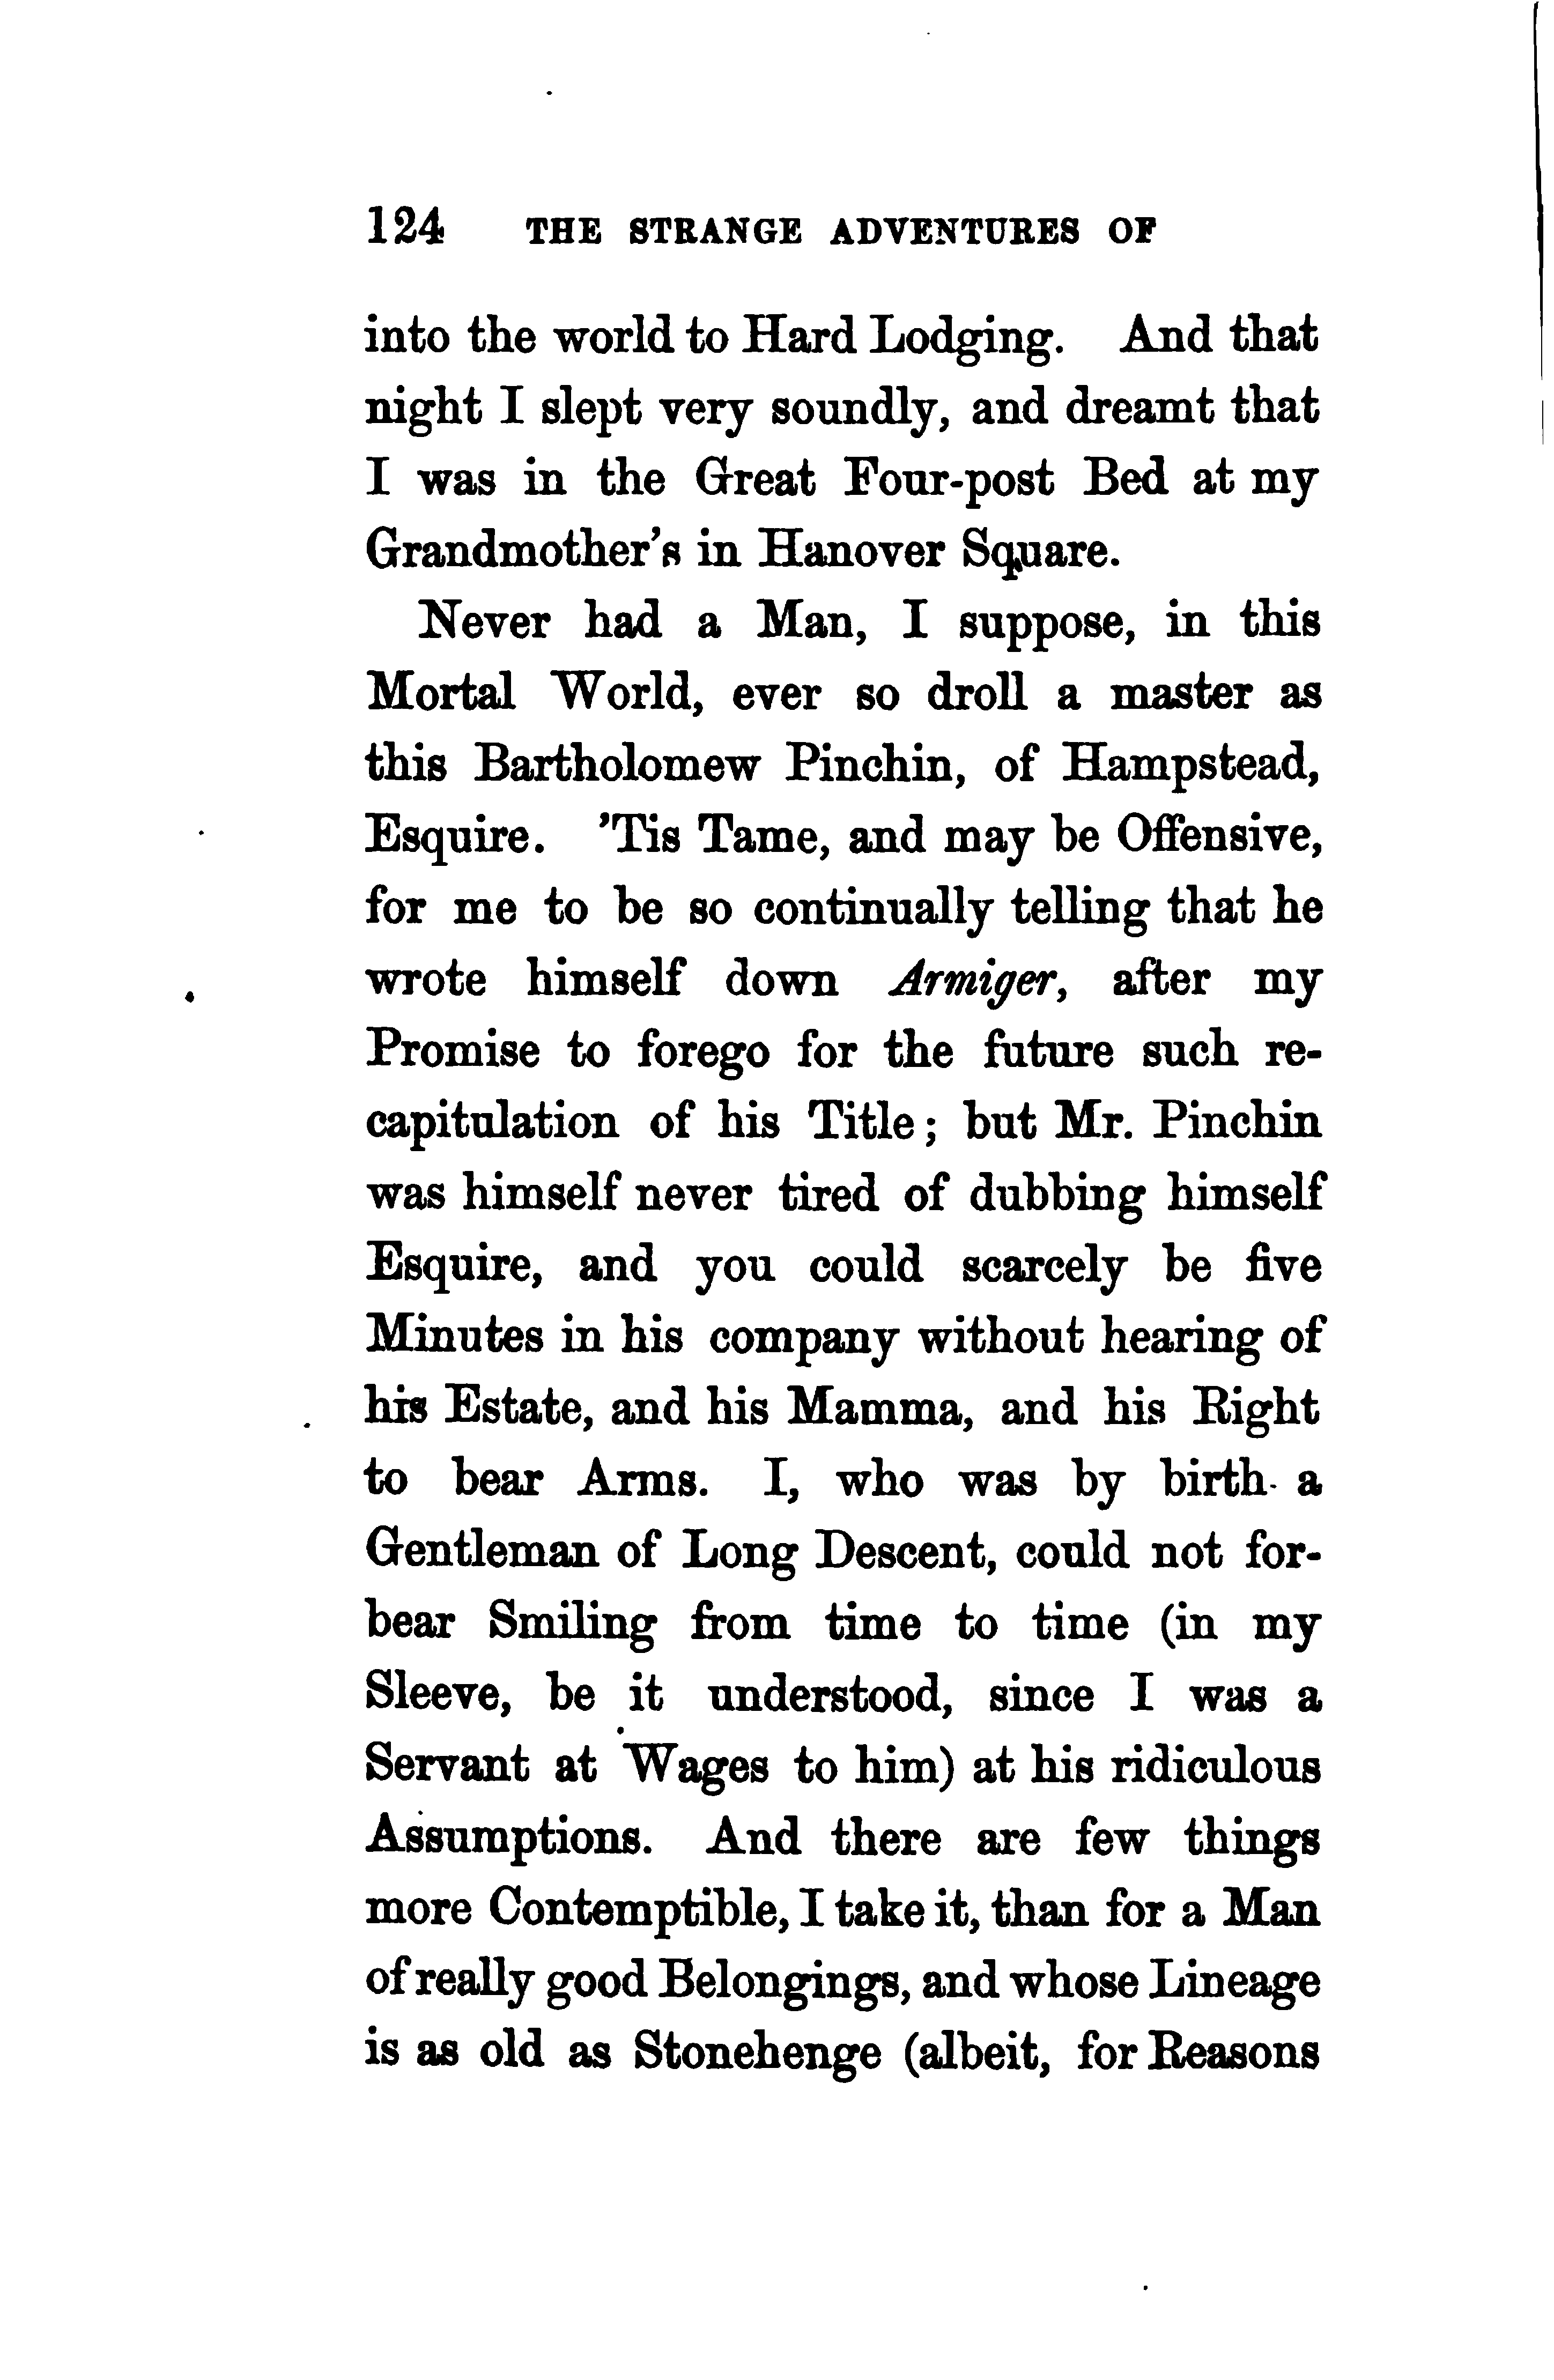 124 THE STRANGE ADVENTURES OF
into the world to Hard Lodging. And that
night I slept very soundly, and dreamt that
I was in the Great Four-post Bed at my
Grandmother's in Hanover Square.
Never had a Man, I suppose, in this
Mortal World, ever so droll a master as
this Bartholomew Pinchin, of Hampstead,
Esquire. 'Tis Tame, and may be Offensive,
for me to be so continually telling that he
wrote himself down Armiger, after my
Promise to forego for the future such re-
capitulation of his Title; but Mr. Pinchin
was himself never tired of dubbing himself
Esquire, and you could scarcely be five
Minutes in his company without hearing of
his Estate, and his Mamma, and his Right
to bear Arms. I, who was by birth a
Gentleman of Long Descent, could not for-
bear Smiling from time to time (in my
Sleeve, be it understood, since I was a
Servant at Wages to him) at his ridiculous
Assumptions. And there are few things
more Contemptible, I take it, than for a Man
of really good Belongings, and whose Lineage
is as old as Stonehenge (albeit, for Reasons